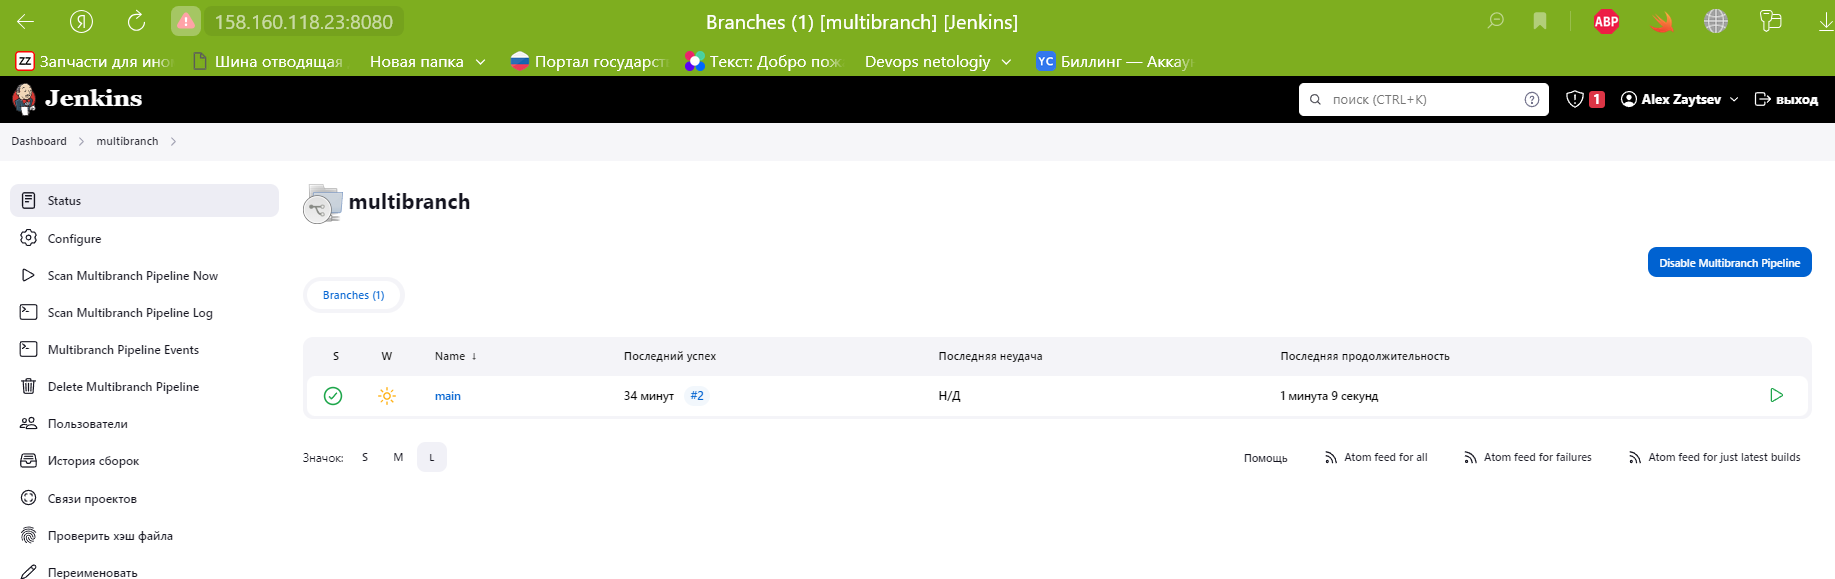 158.160.118.23:8080 Branches (1) [multibranch] [Jenkins] ABP
ZZ Запчасти для ино Шина отводящая Новая папка Портал государст Текст: Добро пож Devops netologiy YC Биллинг — Аккау
Jenkins поиск (CTRL+K) 1 Alex Zaytsev выход
Dashboard multibranch
Status
Configure
Scan Multibranch Pipeline Now
Scan Multibranch Pipeline Log
Multibranch Pipeline Events
Delete Multibranch Pipeline
Пользователи
История сборок
Связи проектов
Проверить хэш файла
Переименовать
multibranch
Disable Multibranch Pipeline
Branches (1)
S W Name ↓ Последний успех Последняя неудача Последняя продолжительность
main 34 минут #2 Н/Д 1 минута 9 секунд
Значок: S M L Помощь Atom feed for all Atom feed for failures Atom feed for just latest builds